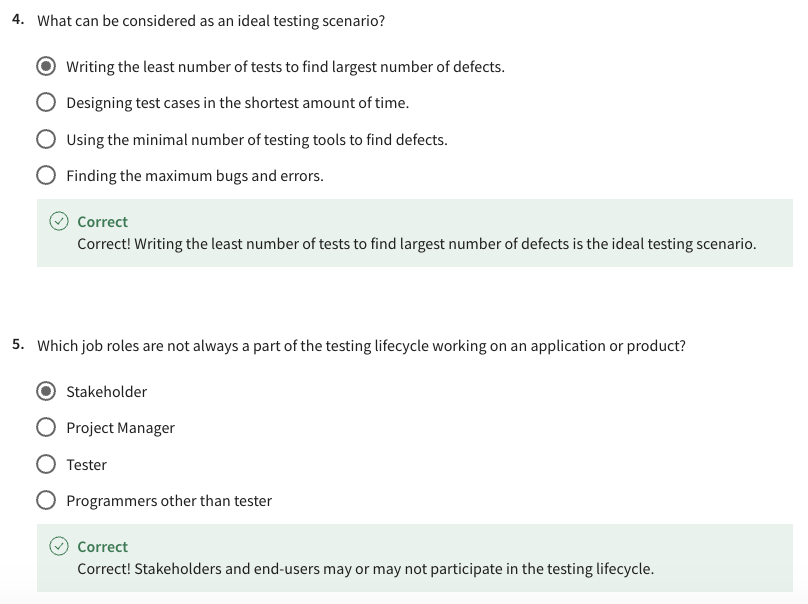 4. What can be considered as an ideal testing scenario?
Writing the least number of tests to find largest number of defects.
Designing test cases in the shortest amount of time.
Using the minimal number of testing tools to find defects.
Finding the maximum bugs and errors.
Correct
Correct! Writing the least number of tests to find largest number of defects is the ideal testing scenario.
5. Which job roles are not always a part of the testing lifecycle working on an application or product?
Stakeholder
Project Manager
Tester
Programmers other than tester
Correct
Correct! Stakeholders and end-users may or may not participate in the testing lifecycle.